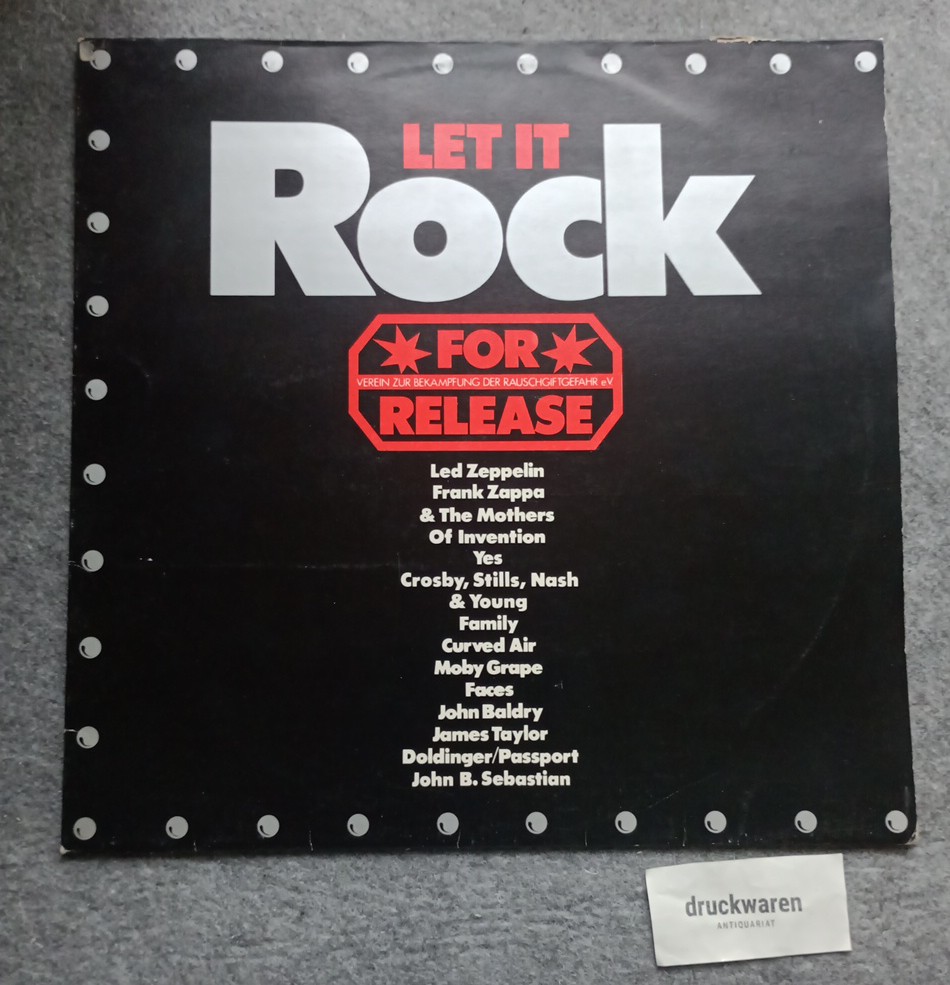 LET IT
Rock
FOR
VEREIN ZUR BEKÄMPFUNG DER RAUSCHGIFTGEFAHR eV
RELEASE
Led Zeppelin
Frank Zappa
& The Mothers
Of Invention
Yes
Crosby, Stills, Nash
& Young
Family
Curved Air
Moby Grape
Faces
John Baldry
James Taylor
Doldinger/Passport
John B. Sebastian
druckwaren
ANTIQUARIAT